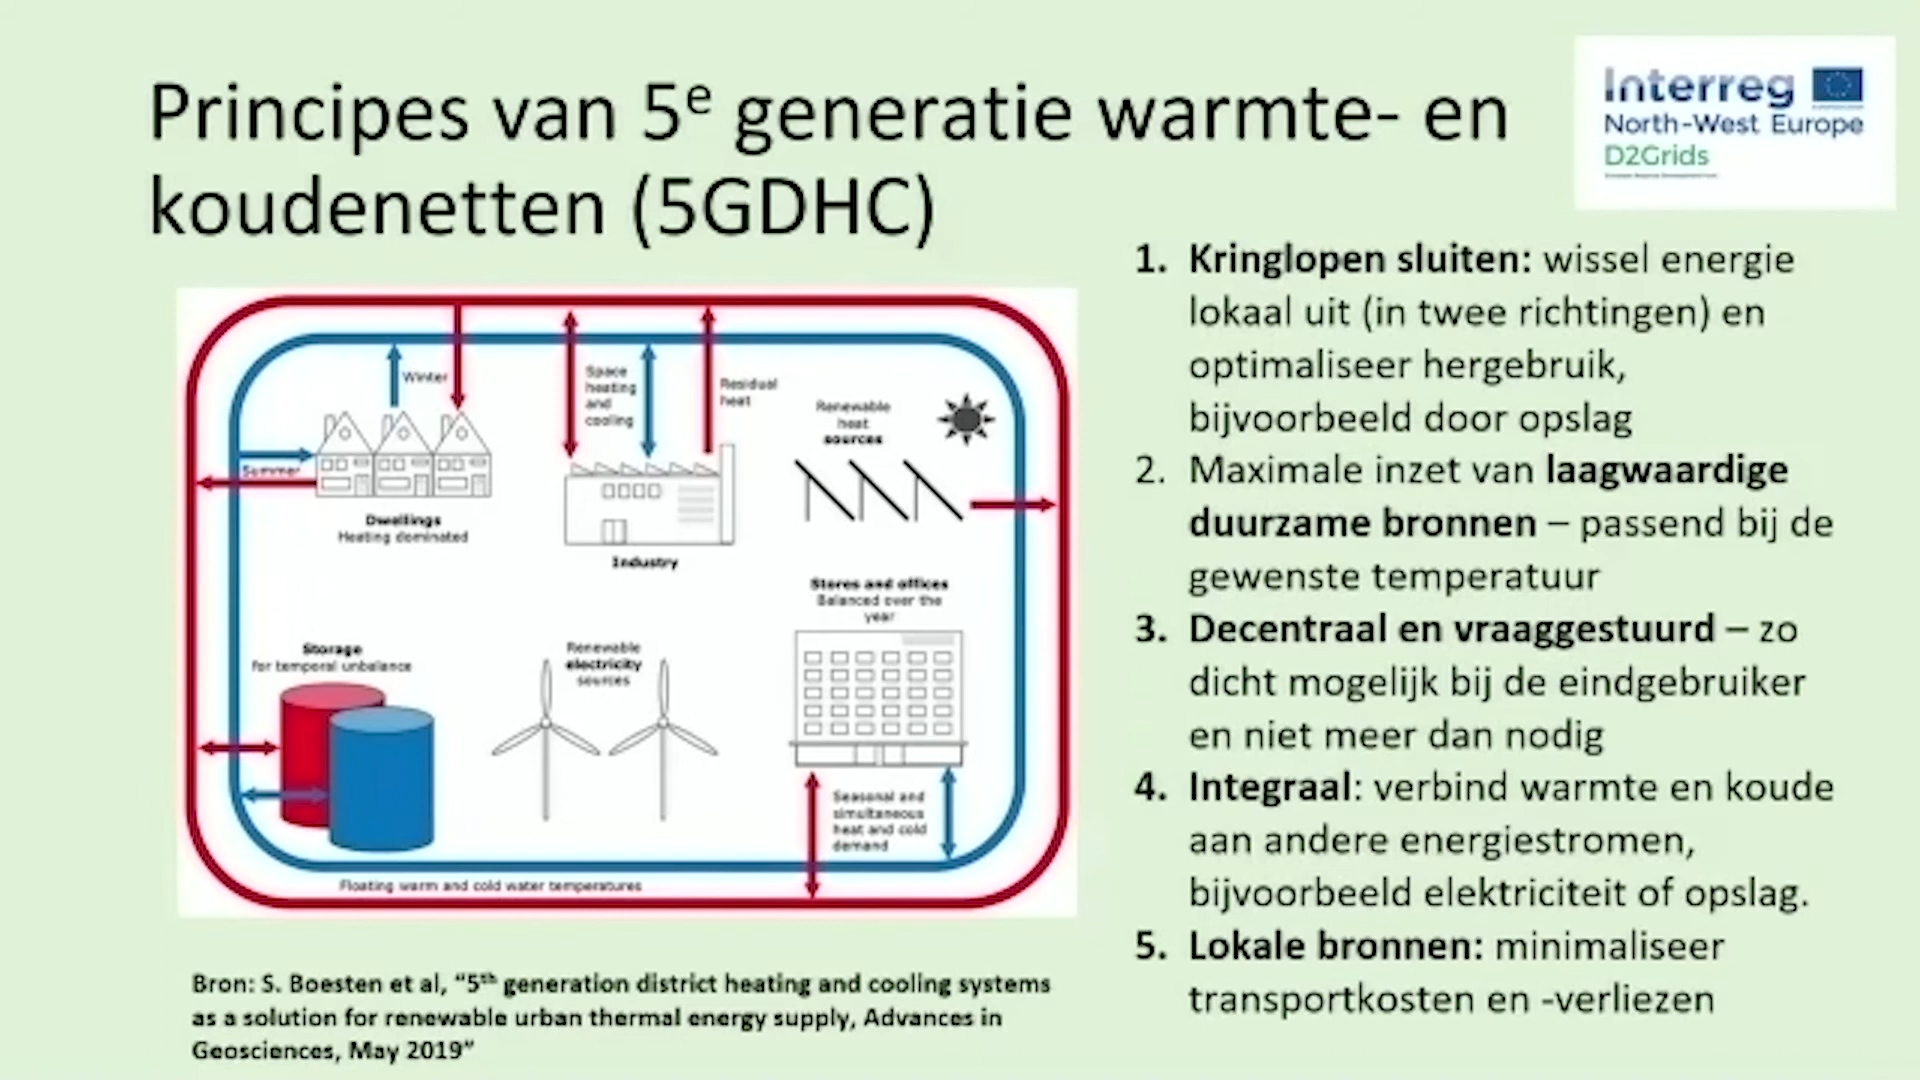 Principes van 5e generatie warmte- en
koudenetten (5GDHC)
Interreg
North-West Europe
D2Grids
1. Kringlopen sluiten: wissel energie
lokaal uit (in twee richtingen) en
optimaliseer hergebruik,
bijvoorbeeld door opslag
2. Maximale inzet van laagwaardige
duurzame bronnen – passend bij de
gewenste temperatuur
3. Decentraal en vraaggestuurd – zo
dicht mogelijk bij de eindgebruiker
en niet meer dan nodig
4. Integraal: verbind warmte en koude
aan andere energiestromen,
bijvoorbeeld elektriciteit of opslag.
5. Lokale bronnen: minimaliseer
transportkosten en -verliezen
Winter
Summer
Dwellings
Heating dominated
Space
heating
and
cooling
Residual
heat
Industry
Renewable
heat
sources
Stores and offices
Balanced over the
year
Storage
for temporal unbalance
Renewable
electricity
sources
Seasonal and
simultaneous
heat and cold
demand
Floating warm and cold water temperatures
Bron: S. Boesten et al, “5th generation district heating and cooling systems
as a solution for renewable urban thermal energy supply, Advances in
Geosciences, May 2019”